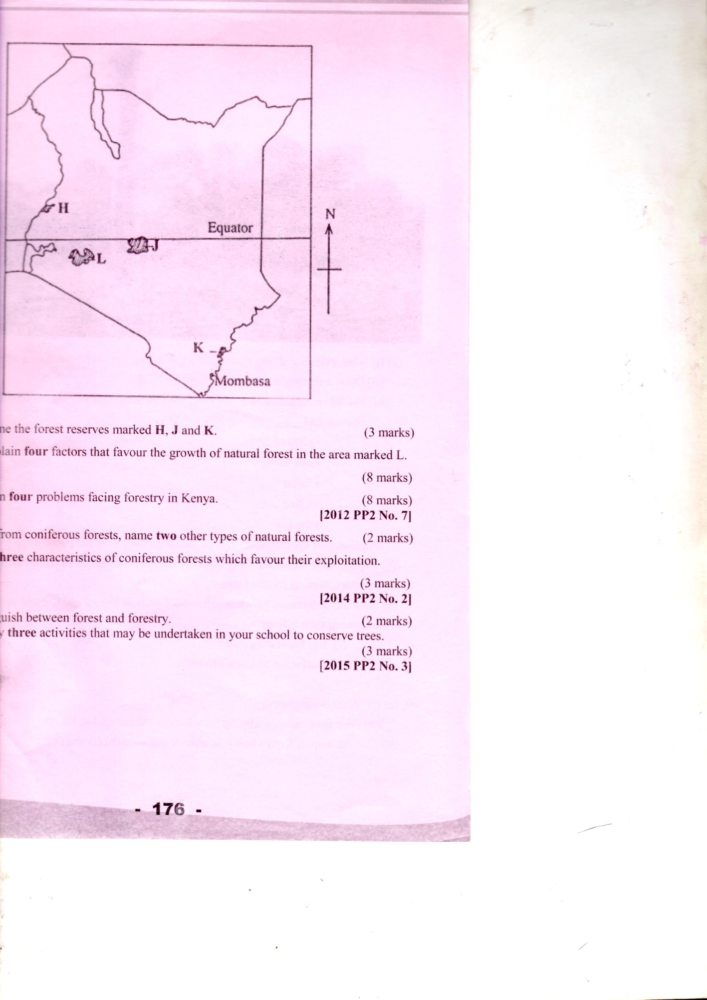 H
N
Equator
J
L
K
Mombasa
ne the forest reserves marked H, J and K. (3 marks)
lain four factors that favour the growth of natural forest in the area marked L.
(8 marks)
n four problems facing forestry in Kenya. (8 marks)
[2012 PP2 No. 7]
rom coniferous forests, name two other types of natural forests. (2 marks)
hree characteristics of coniferous forests which favour their exploitation.
(3 marks)
[2014 PP2 No. 2]
uish between forest and forestry. (2 marks)
y three activities that may be undertaken in your school to conserve trees.
(3 marks)
[2015 PP2 No. 3]
- 176 -